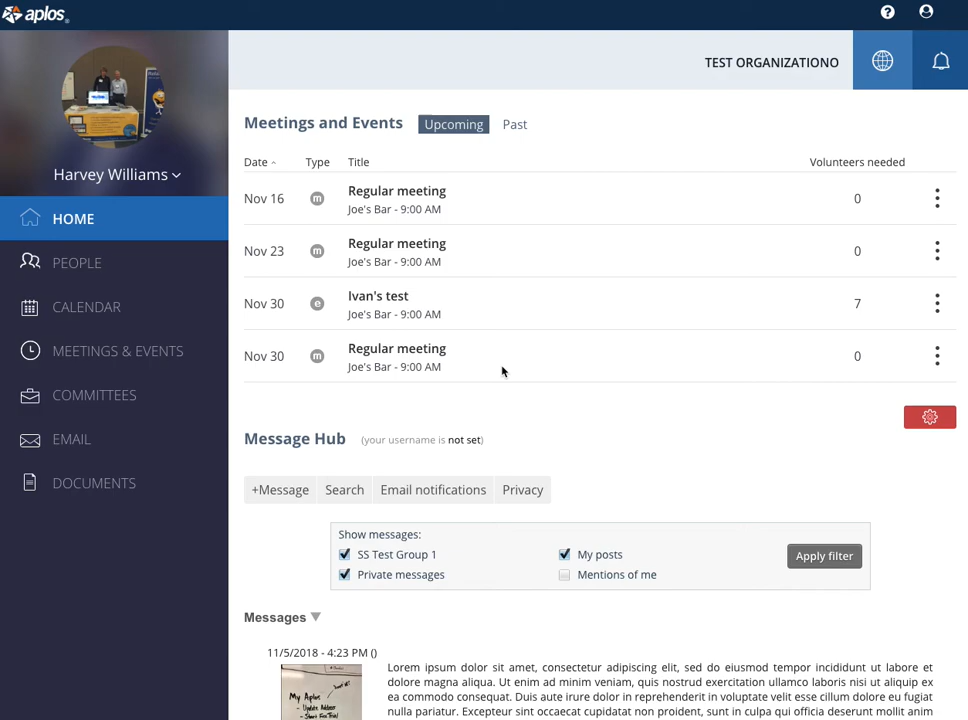 aplos
TEST ORGANIZATIONO
Harvey Williams
HOME
PEOPLE
CALENDAR
MEETINGS & EVENTS
COMMITTEES
EMAIL
DOCUMENTS
Meetings and Events Upcoming Past
Date Type Title Volunteers needed
Nov 16 m Regular meeting 0
Joe's Bar - 9:00 AM
Nov 23 m Regular meeting 0
Joe's Bar - 9:00 AM
Nov 30 e Ivan's test 7
Joe's Bar - 9:00 AM
Nov 30 m Regular meeting 0
Joe's Bar - 9:00 AM
Message Hub (your username is not set)
+Message Search Email notifications Privacy
Show messages:
SS Test Group 1 My posts
Private messages Mentions of me
Apply filter
Messages
11/5/2018 - 4:23 PM ()
My Aplos
- Update Address
Lorem ipsum dolor sit amet, consectetur adipiscing elit, sed do eiusmod tempor incididunt ut labore et
dolore magna aliqua. Ut enim ad minim veniam, quis nostrud exercitation ullamco laboris nisi ut aliquip ex
ea commodo consequat. Duis aute irure dolor in reprehenderit in voluptate velit esse cillum dolore eu fugiat
nulla pariatur. Excepteur sint occaecat cupidatat non proident, sunt in culpa qui officia deserunt mollit anim